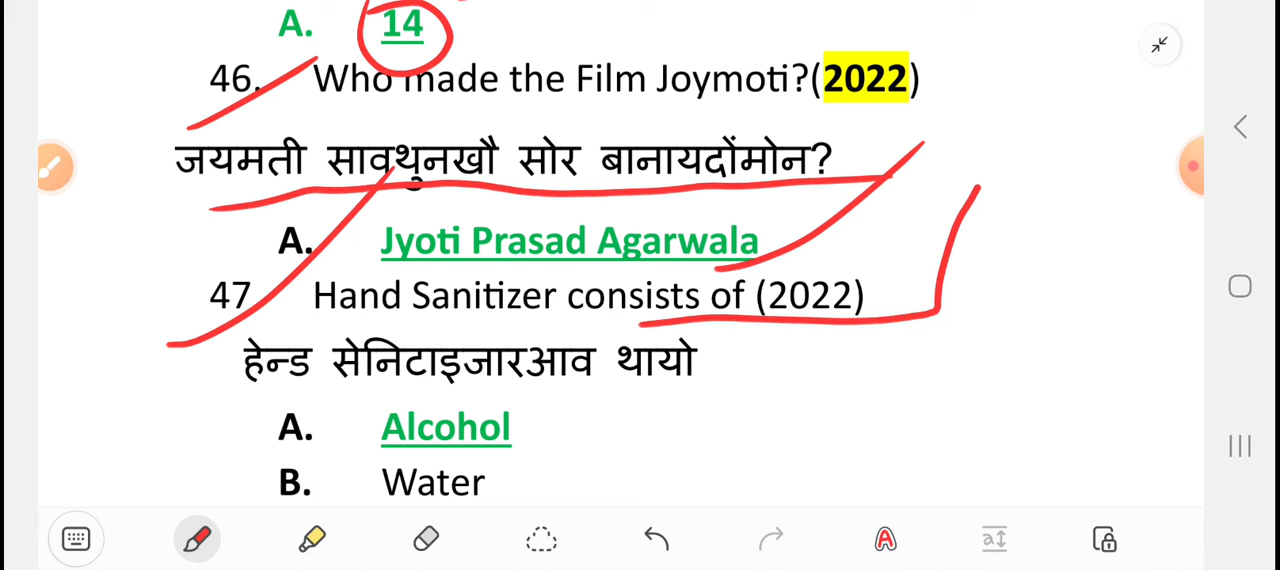 A. 14
46. Who made the Film Joymoti?(2022)
जयमती सावथुनखौ सोर बानायदोंमोन?
A. Jyoti Prasad Agarwala
47 Hand Sanitizer consists of (2022)
हेन्ड सेनिटाइजारआव थायो
A. Alcohol
B. Water